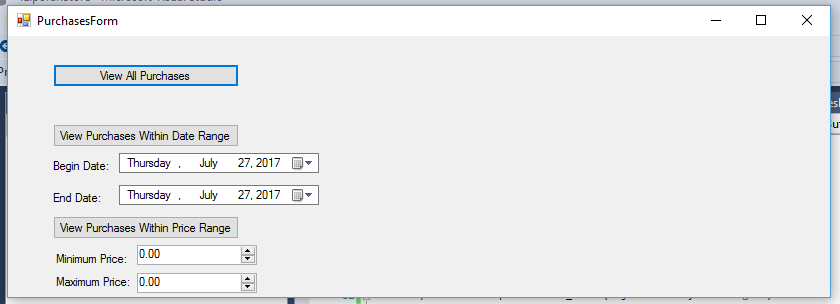 PurchasesForm
View All Purchases
View Purchases Within Date Range
Begin Date: Thursday , July 27, 2017
End Date: Thursday , July 27, 2017
View Purchases Within Price Range
Minimum Price: 0.00
Maximum Price: 0.00